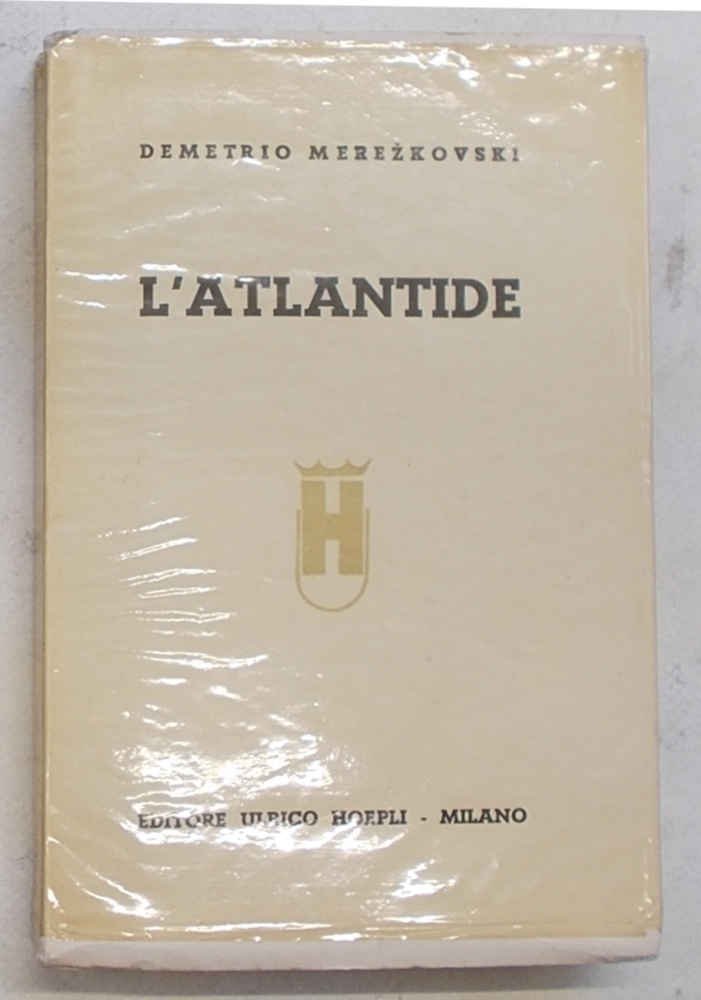 DEMETRIO MEREŽKOVSKI
L'ATLANTIDE
H
EDITORE ULRICO HOEPLI - MILANO